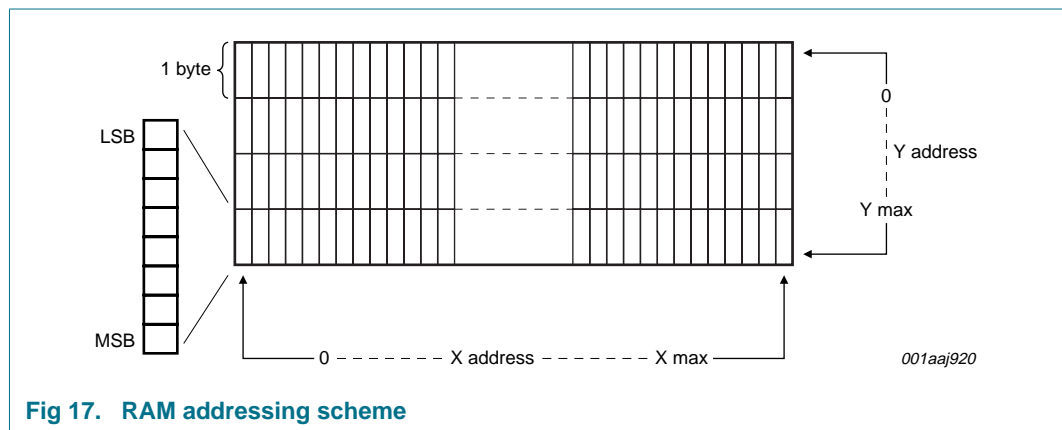 1 byte
0
LSB
Y address
Y max
MSB
0 X address X max
001aaj920
Fig 17. RAM addressing scheme